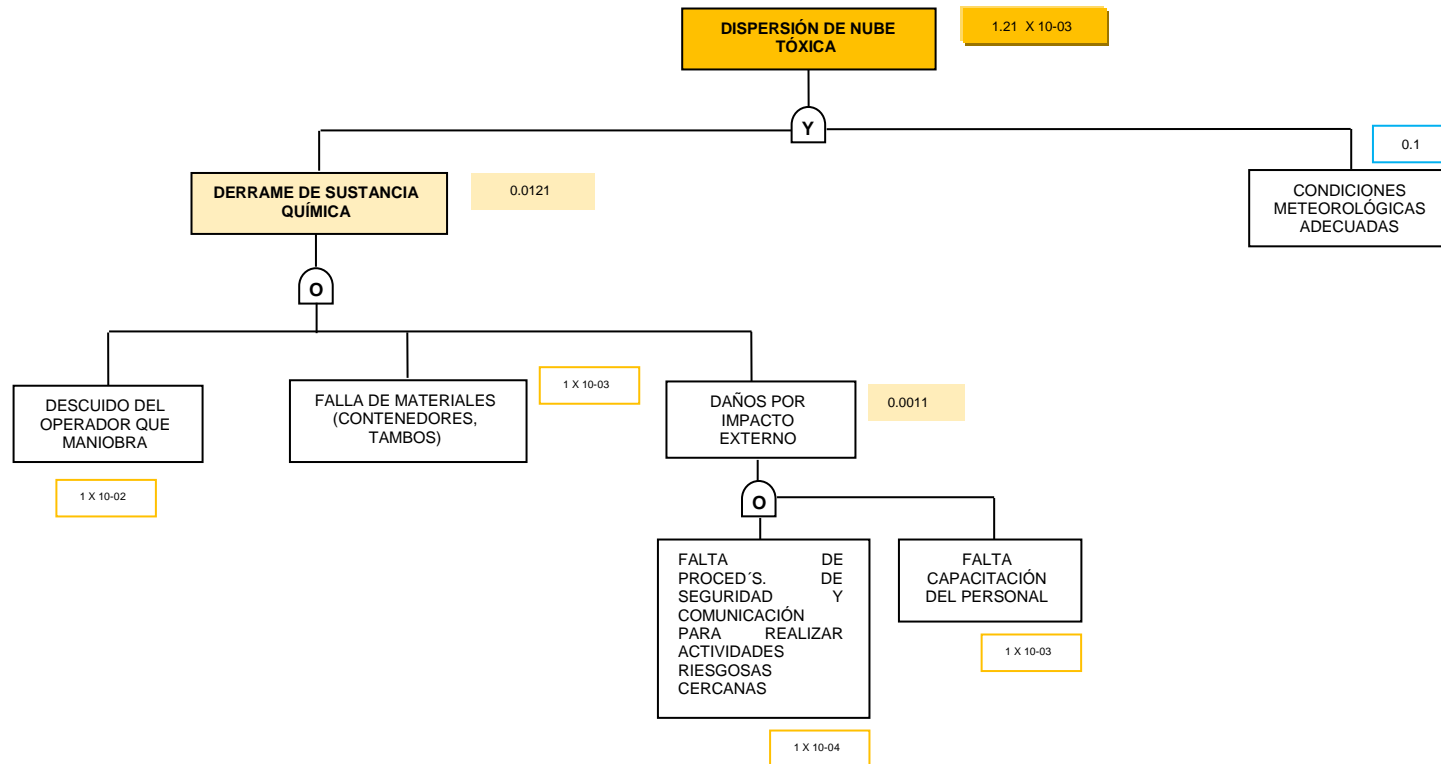 DISPERSIÓN DE NUBE
TÓXICA
1.21 X 10-03
Y
0.1
DERRAME DE SUSTANCIA
QUÍMICA
0.0121
CONDICIONES
METEOROLÓGICAS
ADECUADAS
O
DESCUIDO DEL
OPERADOR QUE
MANIOBRA
1 X 10-02
FALLA DE MATERIALES
(CONTENEDORES,
TAMBOS)
1 X 10-03
DAÑOS POR
IMPACTO
EXTERNO
0.0011
O
FALTA DE
PROCED´S. DE
SEGURIDAD Y
COMUNICACIÓN
PARA REALIZAR
ACTIVIDADES
RIESGOSAS
CERCANAS
1 X 10-04
FALTA
CAPACITACIÓN
DEL PERSONAL
1 X 10-03